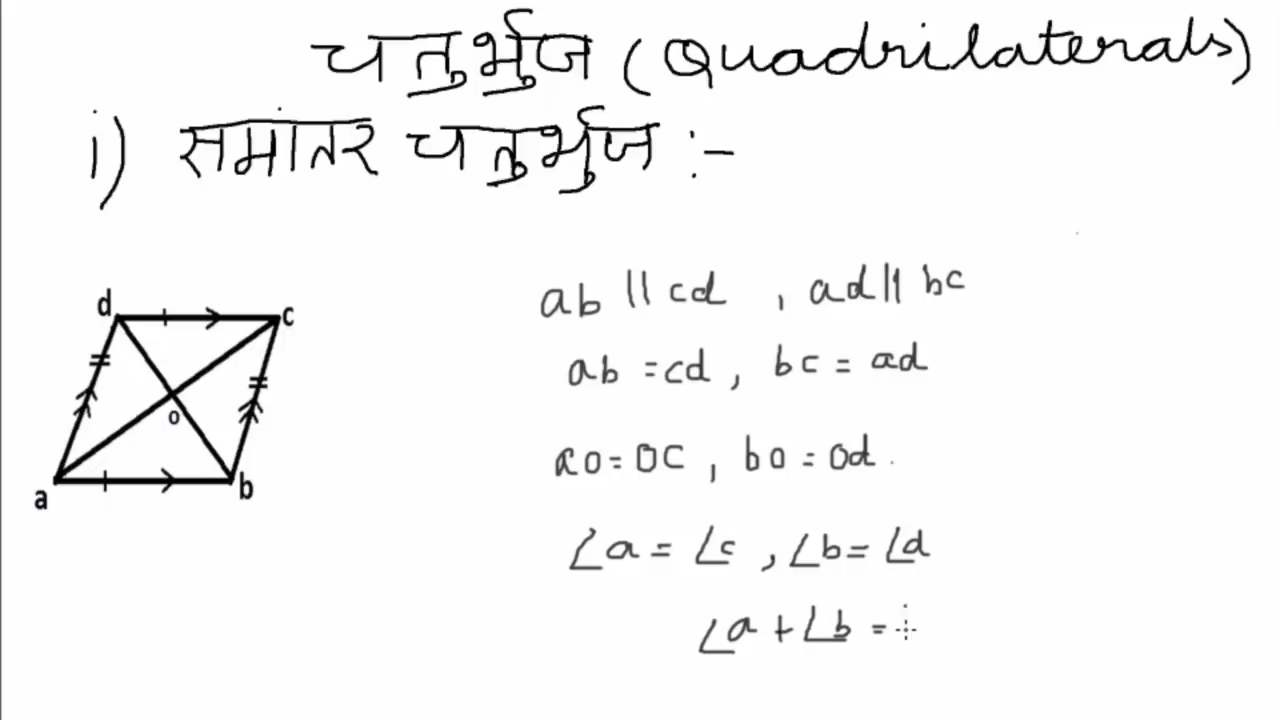 चतुर्भुज (Quadrilaterals)
i) समांतर चतुर्भुज :-
d
c
o
a
b
ab || cd , ad || bc
ab = cd , bc = ad
ao = oc , bo = od .
∠a = ∠c , ∠b = ∠d
∠a + ∠b =